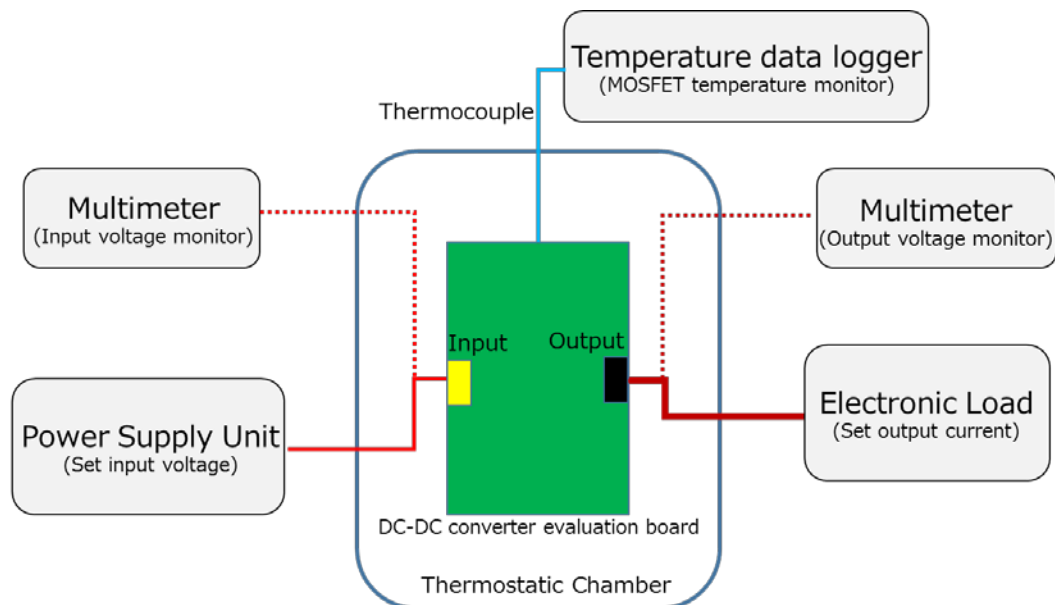 Temperature data logger
(MOSFET temperature monitor)
Thermocouple
Multimeter
(Input voltage monitor)
Multimeter
(Output voltage monitor)
Input
Output
Power Supply Unit
(Set input voltage)
Electronic Load
(Set output current)
DC-DC converter evaluation board
Thermostatic Chamber